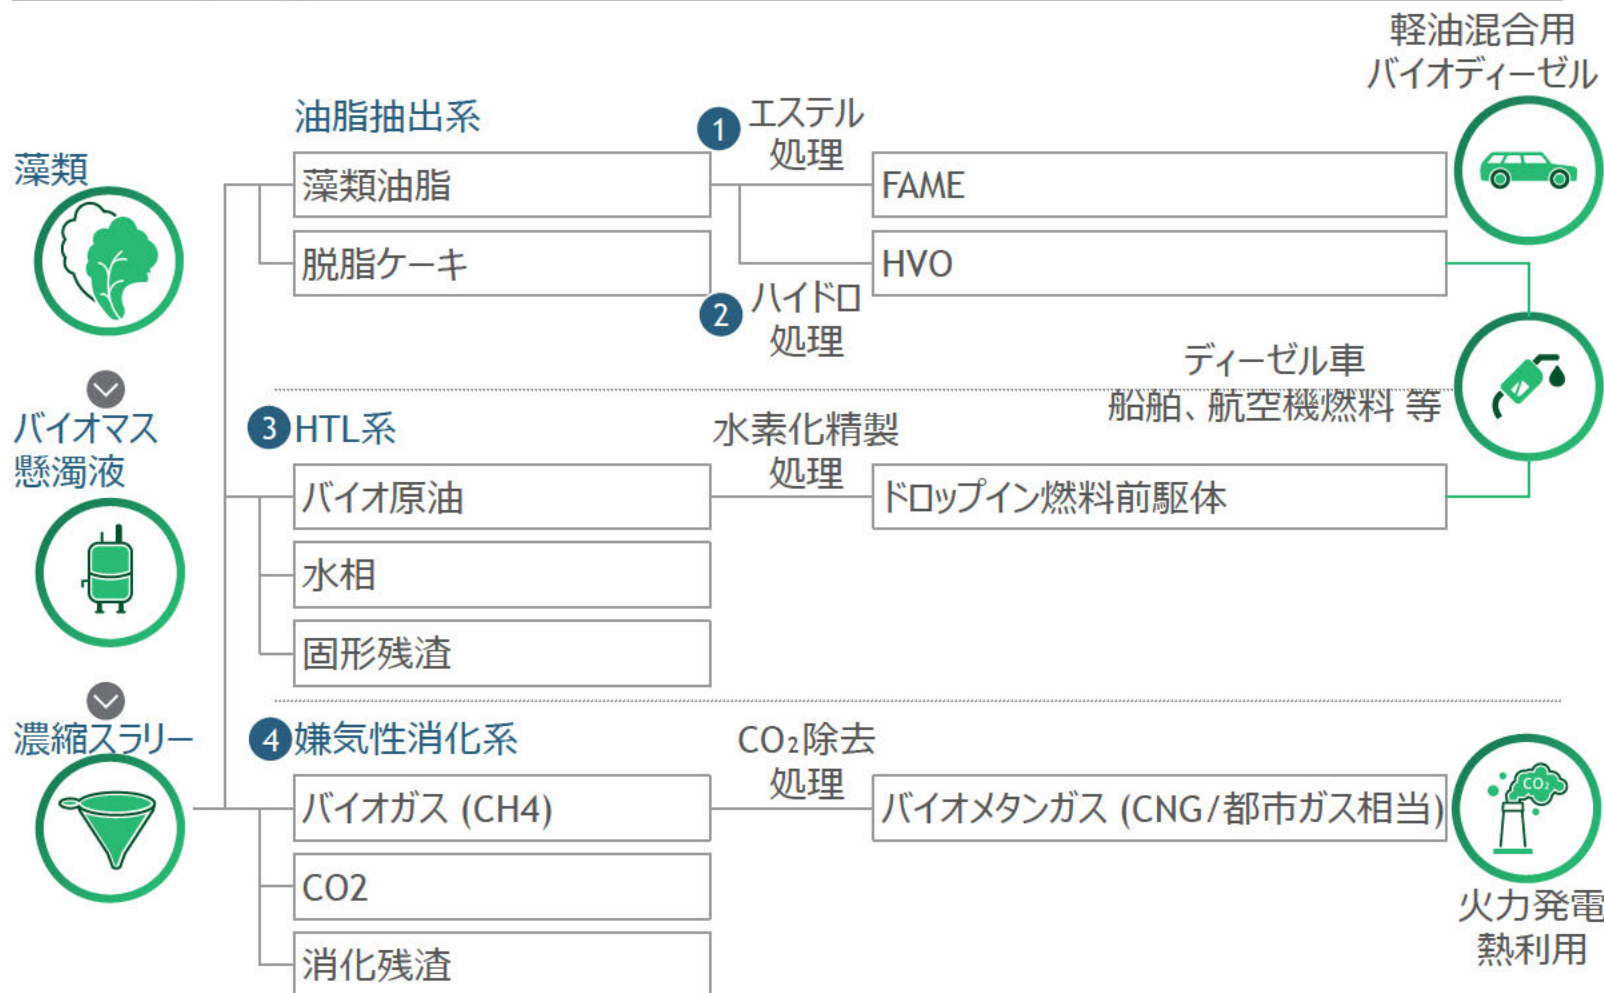 軽油混合用
バイオディーゼル
油脂抽出系
1 エステル
処理
藻類
藻類油脂
FAME
脱脂ケーキ
HVO
2 ハイドロ
処理
ディーゼル車
船舶、航空機燃料 等
バイオマス
懸濁液
3 HTL系
水素化精製
処理
バイオ原油
ドロップイン燃料前駆体
水相
固形残渣
濃縮スラリー
4 嫌気性消化系
CO₂除去
処理
バイオガス (CH4)
バイオメタンガス (CNG/都市ガス相当)
CO₂
CO2
消化残渣
火力発電
熱利用